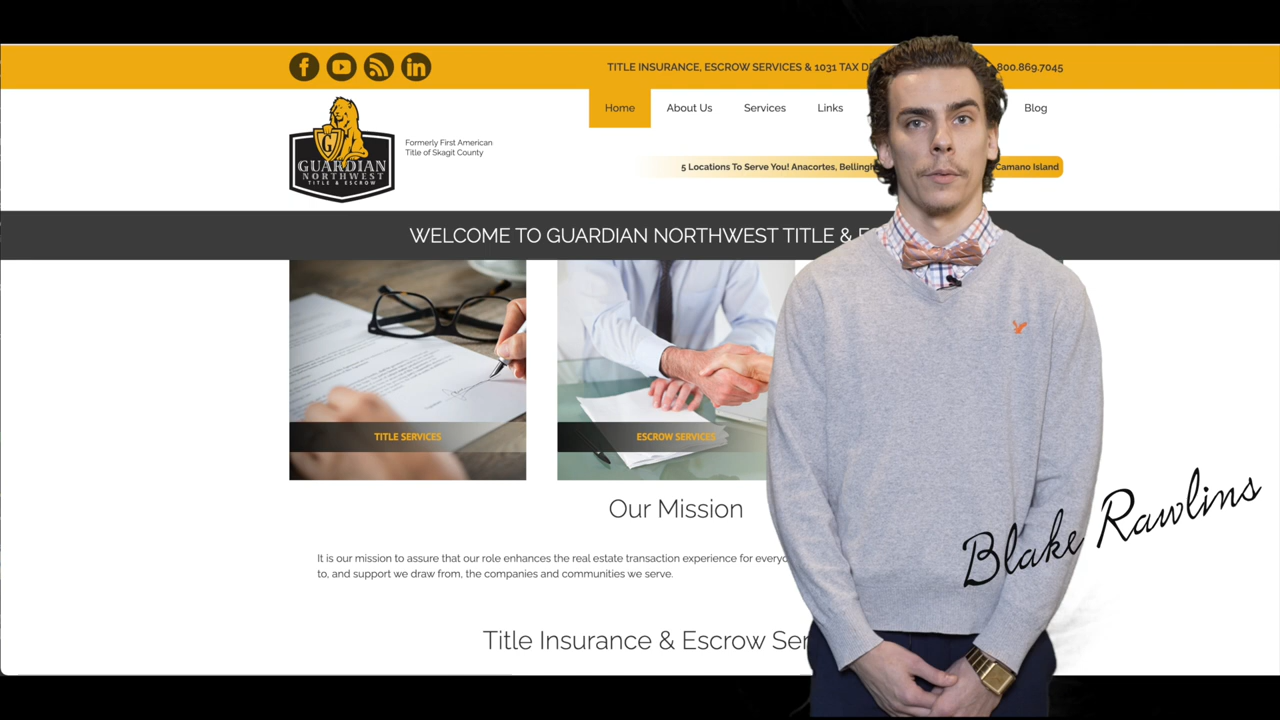 TITLE INSURANCE, ESCROW SERVICES & 1031 TAX
800.869.7045
Home About Us Services Links Blog
Formerly First American
Title of Skagit County
G
GUARDIAN
NORTHWEST
TITLE & ESCROW
5 Locations To Serve You! Anacortes, Camano Island
WELCOME TO GUARDIAN NORTHWEST TITLE &
TITLE SERVICES
ESCROW SERVICES
Our Mission
It is our mission to assure that our role enhances the real estate transaction experience for
to, and support we draw from, the companies and communities we serve.
Title Insurance & Escrow
Blake Rawlins